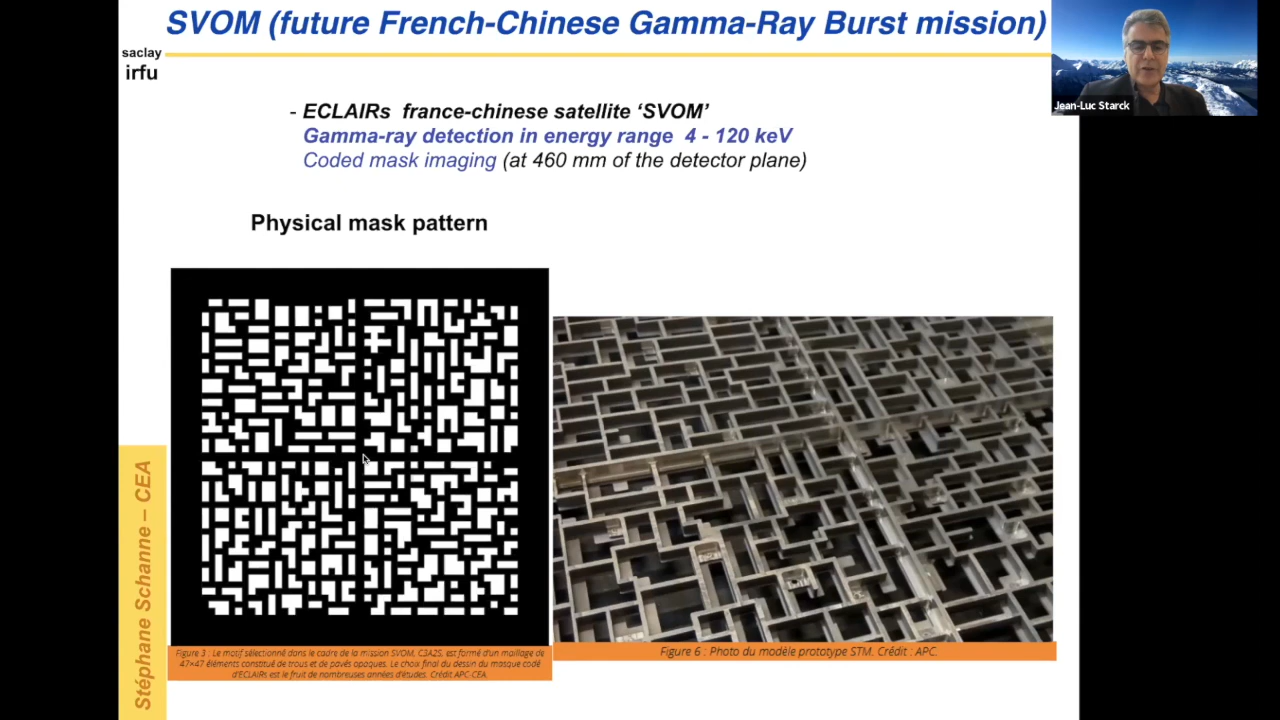 SVOM (future French-Chinese Gamma-Ray Burst mission)
saclay
irfu
Jean-Luc Starck
- ECLAIRs france-chinese satellite ‘SVOM’
Gamma-ray detection in energy range 4 - 120 keV
Coded mask imaging (at 460 mm of the detector plane)
Physical mask pattern
Stéphane Schanne – CEA
Figure 3 : Le motif sélectionné dans le cadre de la mission SVOM, C3A2S, est formé d'un maillage de
47×47 éléments constitué de trous et de pavés opaques. Le choix final du dessin du masque codé
d'ECLAIRs est le fruit de nombreuses années d'études. Crédit APC-CEA.
Figure 6 : Photo du modèle prototype STM. Crédit : APC.